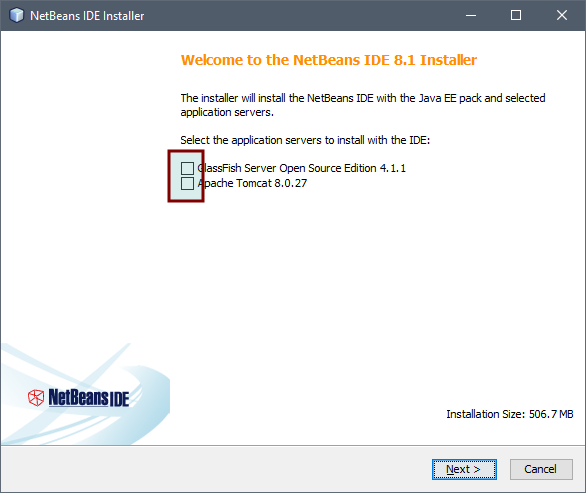 NetBeans IDE Installer
Welcome to the NetBeans IDE 8.1 Installer
The installer will install the NetBeans IDE with the Java EE pack and selected
application servers.
Select the application servers to install with the IDE:
GlassFish Server Open Source Edition 4.1.1
Apache Tomcat 8.0.27
NetBeans IDE
Installation Size: 506.7 MB
Next >
Cancel